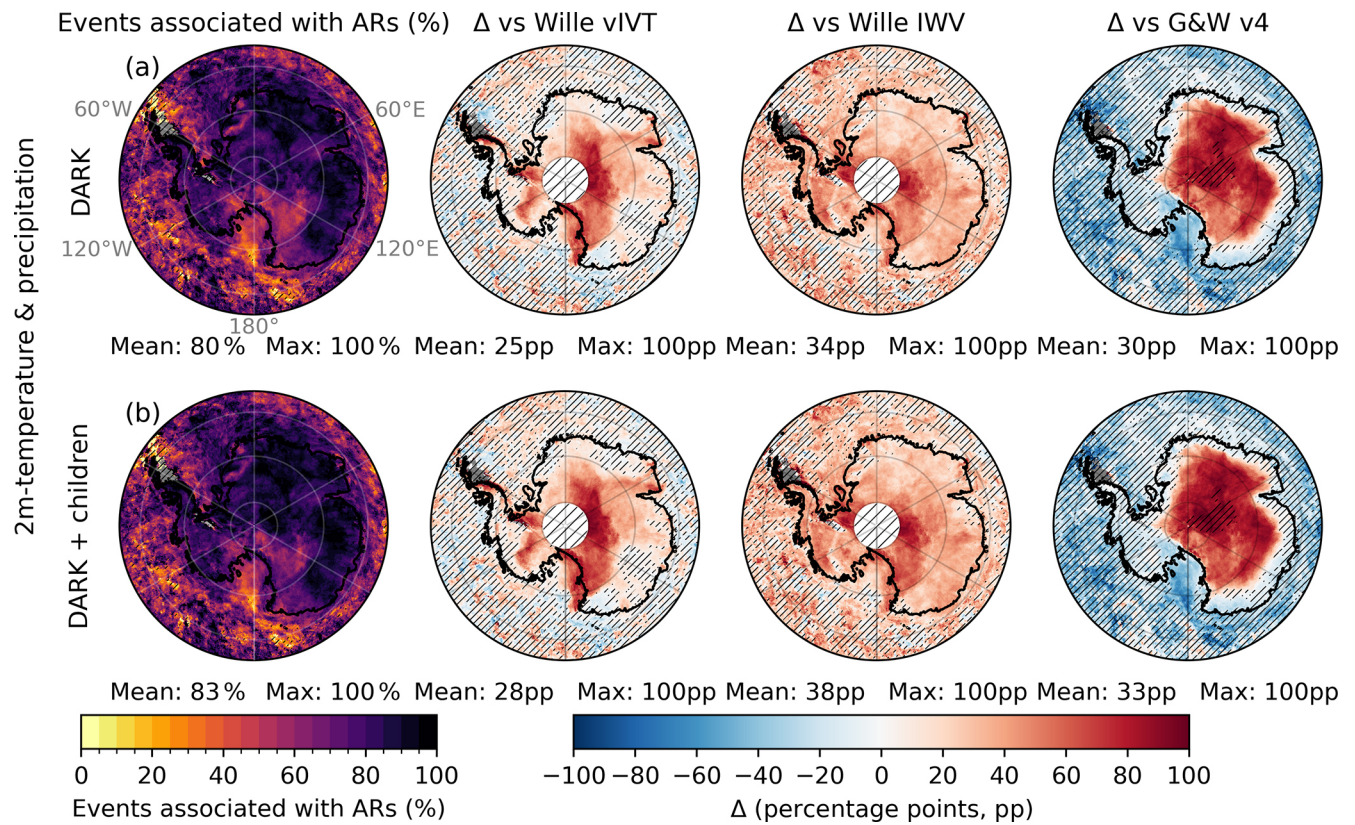 Events associated with ARs (%) Δ vs Wille vIVT Δ vs Wille IWV Δ vs G&W v4
(a)
60°W 60°E
120°W 120°E
180°
2m-temperature & precipitation
DARK
Mean: 80 % Max: 100 % Mean: 25pp Max: 100pp Mean: 34pp Max: 100pp Mean: 30pp Max: 100pp
(b)
DARK + children
Mean: 83 % Max: 100 % Mean: 28pp Max: 100pp Mean: 38pp Max: 100pp Mean: 33pp Max: 100pp
0 20 40 60 80 100 −100 −80 −60 −40 −20 0 20 40 60 80 100
Events associated with ARs (%) Δ (percentage points, pp)